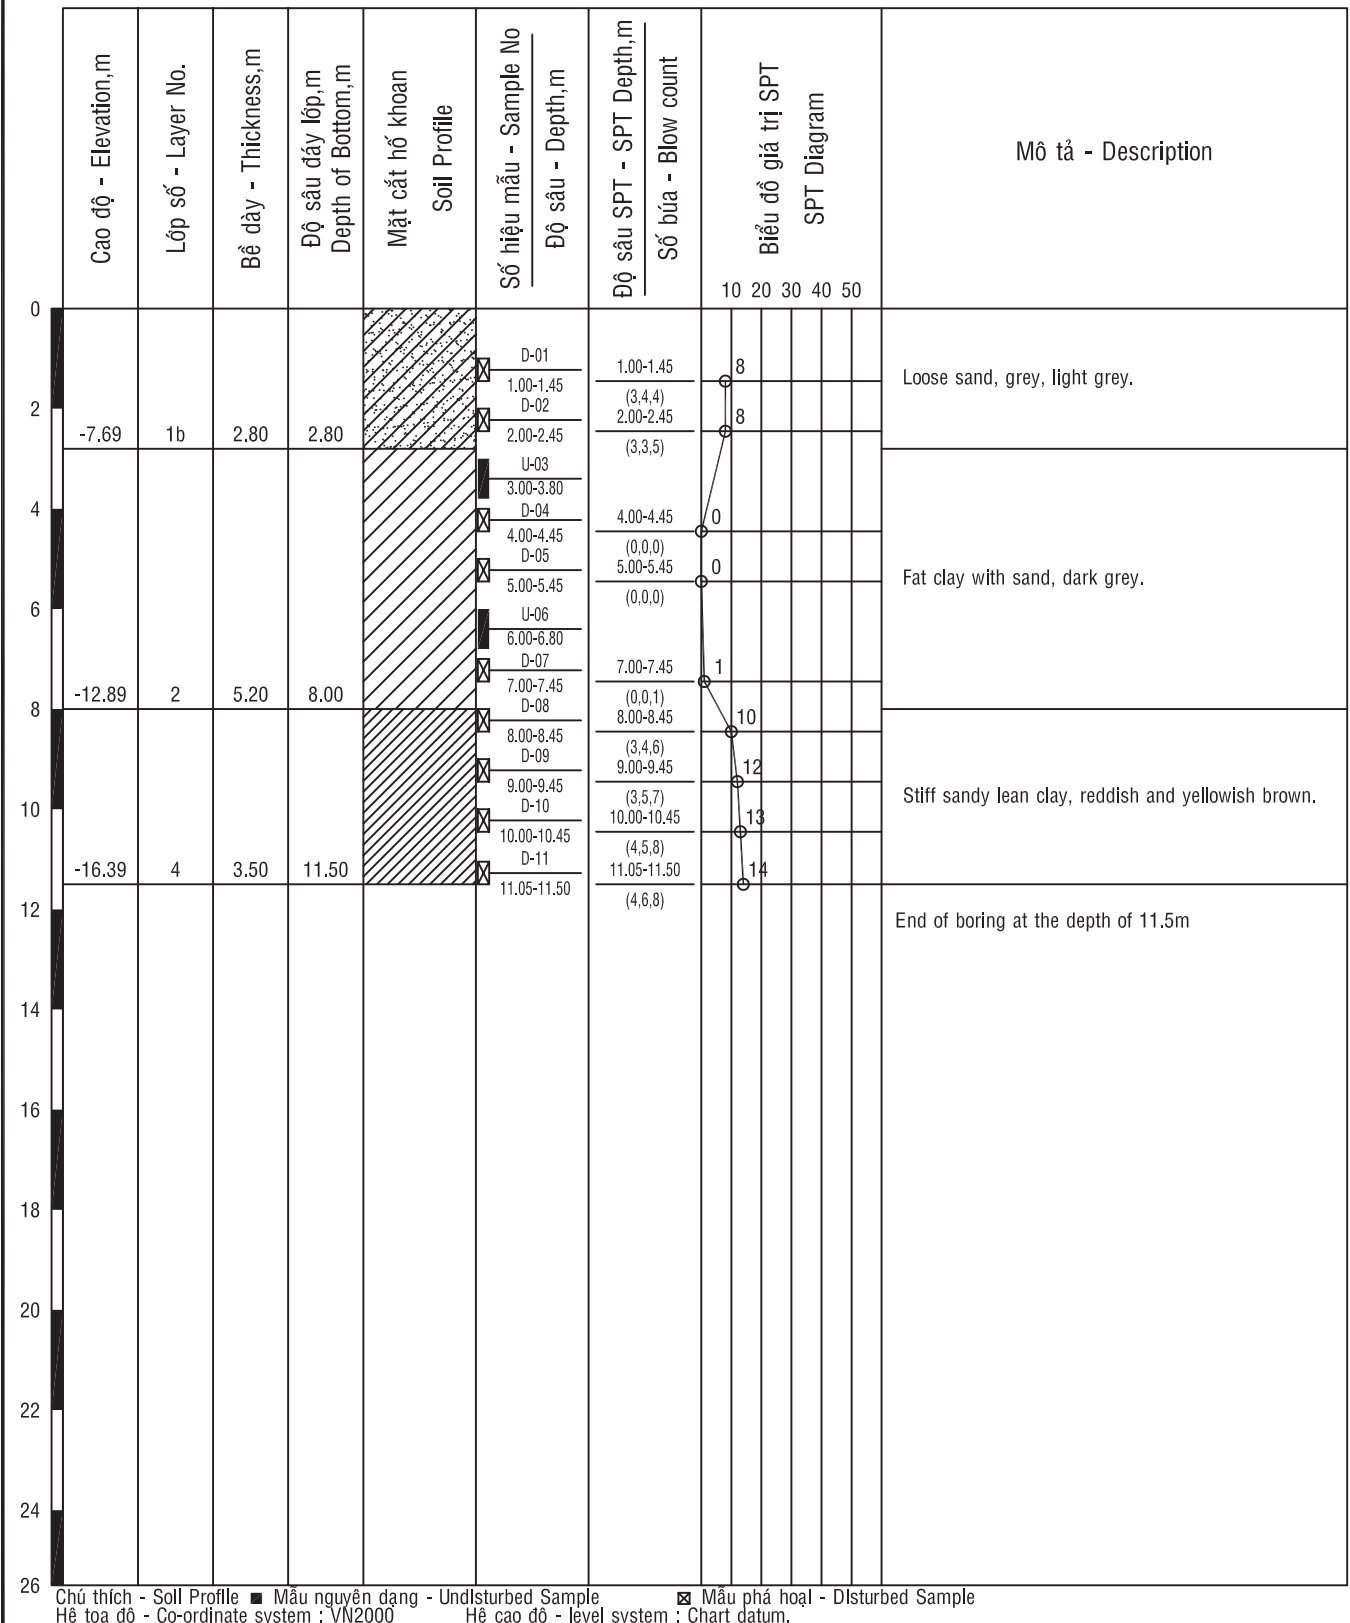 Cao độ - Elevation,m
Lớp số - Layer No.
Bề dày - Thickness,m
Độ sâu đáy lớp,m
Depth of Bottom,m
Mặt cắt hố khoan
Soil Profile
Số hiệu mẫu - Sample No
Độ sâu - Depth,m
Độ sâu SPT - SPT Depth,m
Số búa - Blow count
Biểu đồ giá trị SPT
SPT Diagram
10 20 30 40 50
Mô tả - Description
0
D-01
1.00-1.45
1.00-1.45
(3,4,4)
8
Loose sand, grey, light grey.
2
D-02
2.00-2.45
2.00-2.45
(3,3,5)
8
-7.69 1b 2.80 2.80
U-03
3.00-3.80
4
D-04
4.00-4.45
4.00-4.45
(0,0,0)
0
D-05
5.00-5.45
5.00-5.45
(0,0,0)
0
Fat clay with sand, dark grey.
6
U-06
6.00-6.80
D-07
7.00-7.45
7.00-7.45
(0,0,1)
1
-12.89 2 5.20 8.00
8
D-08
8.00-8.45
8.00-8.45
(3,4,6)
10
D-09
9.00-9.45
9.00-9.45
(3,5,7)
12
Stiff sandy lean clay, reddish and yellowish brown.
10
D-10
10.00-10.45
10.00-10.45
(4,5,8)
13
D-11
11.05-11.50
11.05-11.50
(4,6,8)
14
-16.39 4 3.50 11.50
12
End of boring at the depth of 11.5m
14
16
18
20
22
24
26
Chú thích - Soil Profile Mẫu nguyên dạng - Undisturbed Sample Mẫu phá hoại - Disturbed Sample
Hệ tọa độ - Co-ordinate system : VN2000 Hệ cao độ - level system : Chart datum.